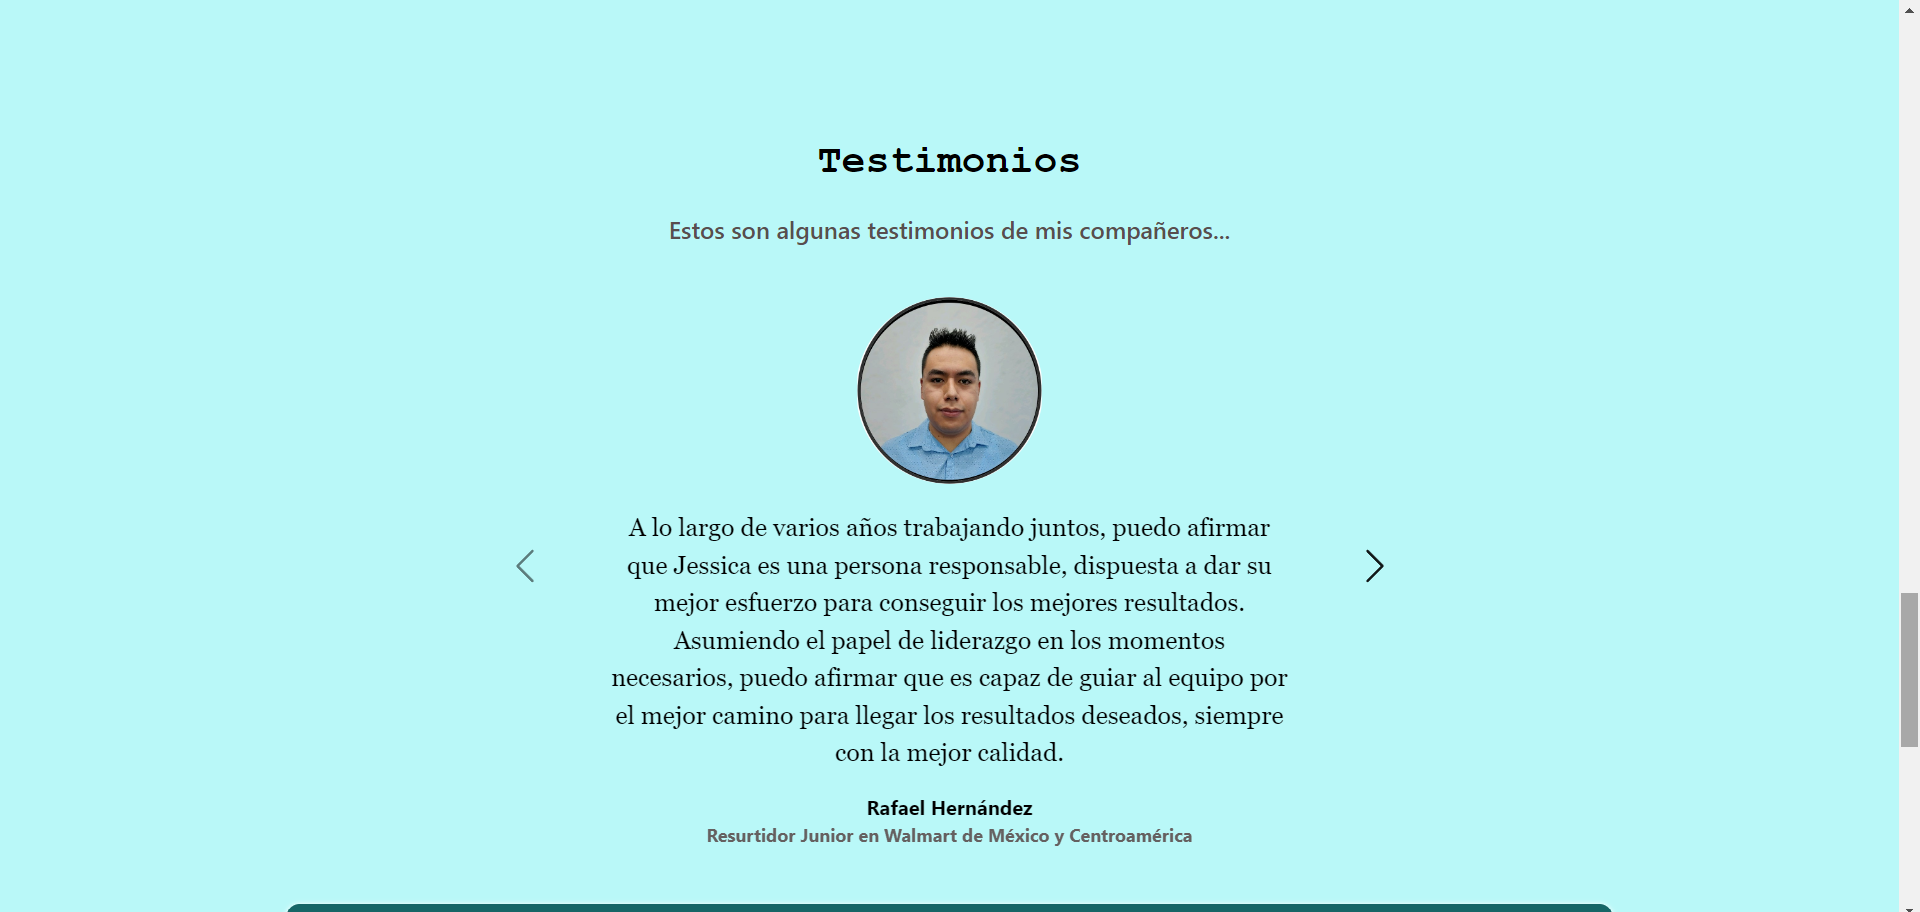 Testimonios
Estos son algunas testimonios de mis compañeros...
A lo largo de varios años trabajando juntos, puedo afirmar
que Jessica es una persona responsable, dispuesta a dar su
mejor esfuerzo para conseguir los mejores resultados.
Asumiendo el papel de liderazgo en los momentos
necesarios, puedo afirmar que es capaz de guiar al equipo por
el mejor camino para llegar los resultados deseados, siempre
con la mejor calidad.
Rafael Hernández
Resurtidor Junior en Walmart de México y Centroamérica